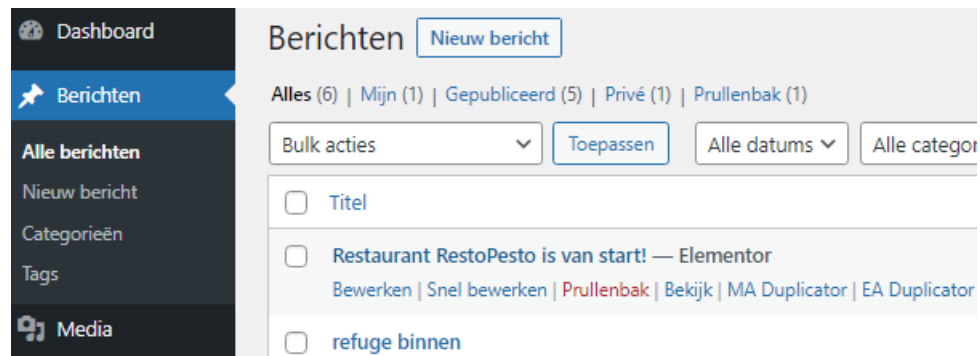 Dashboard
Berichten
Alle berichten
Nieuw bericht
Categorieën
Tags
Media
Berichten Nieuw bericht
Alles (6) | Mijn (1) | Gepubliceerd (5) | Privé (1) | Prullenbak (1)
Bulk acties Toepassen Alle datums Alle categor
Titel
Restaurant RestoPesto is van start! — Elementor
Bewerken | Snel bewerken | Prullenbak | Bekijk | MA Duplicator | EA Duplicator
refuge binnen